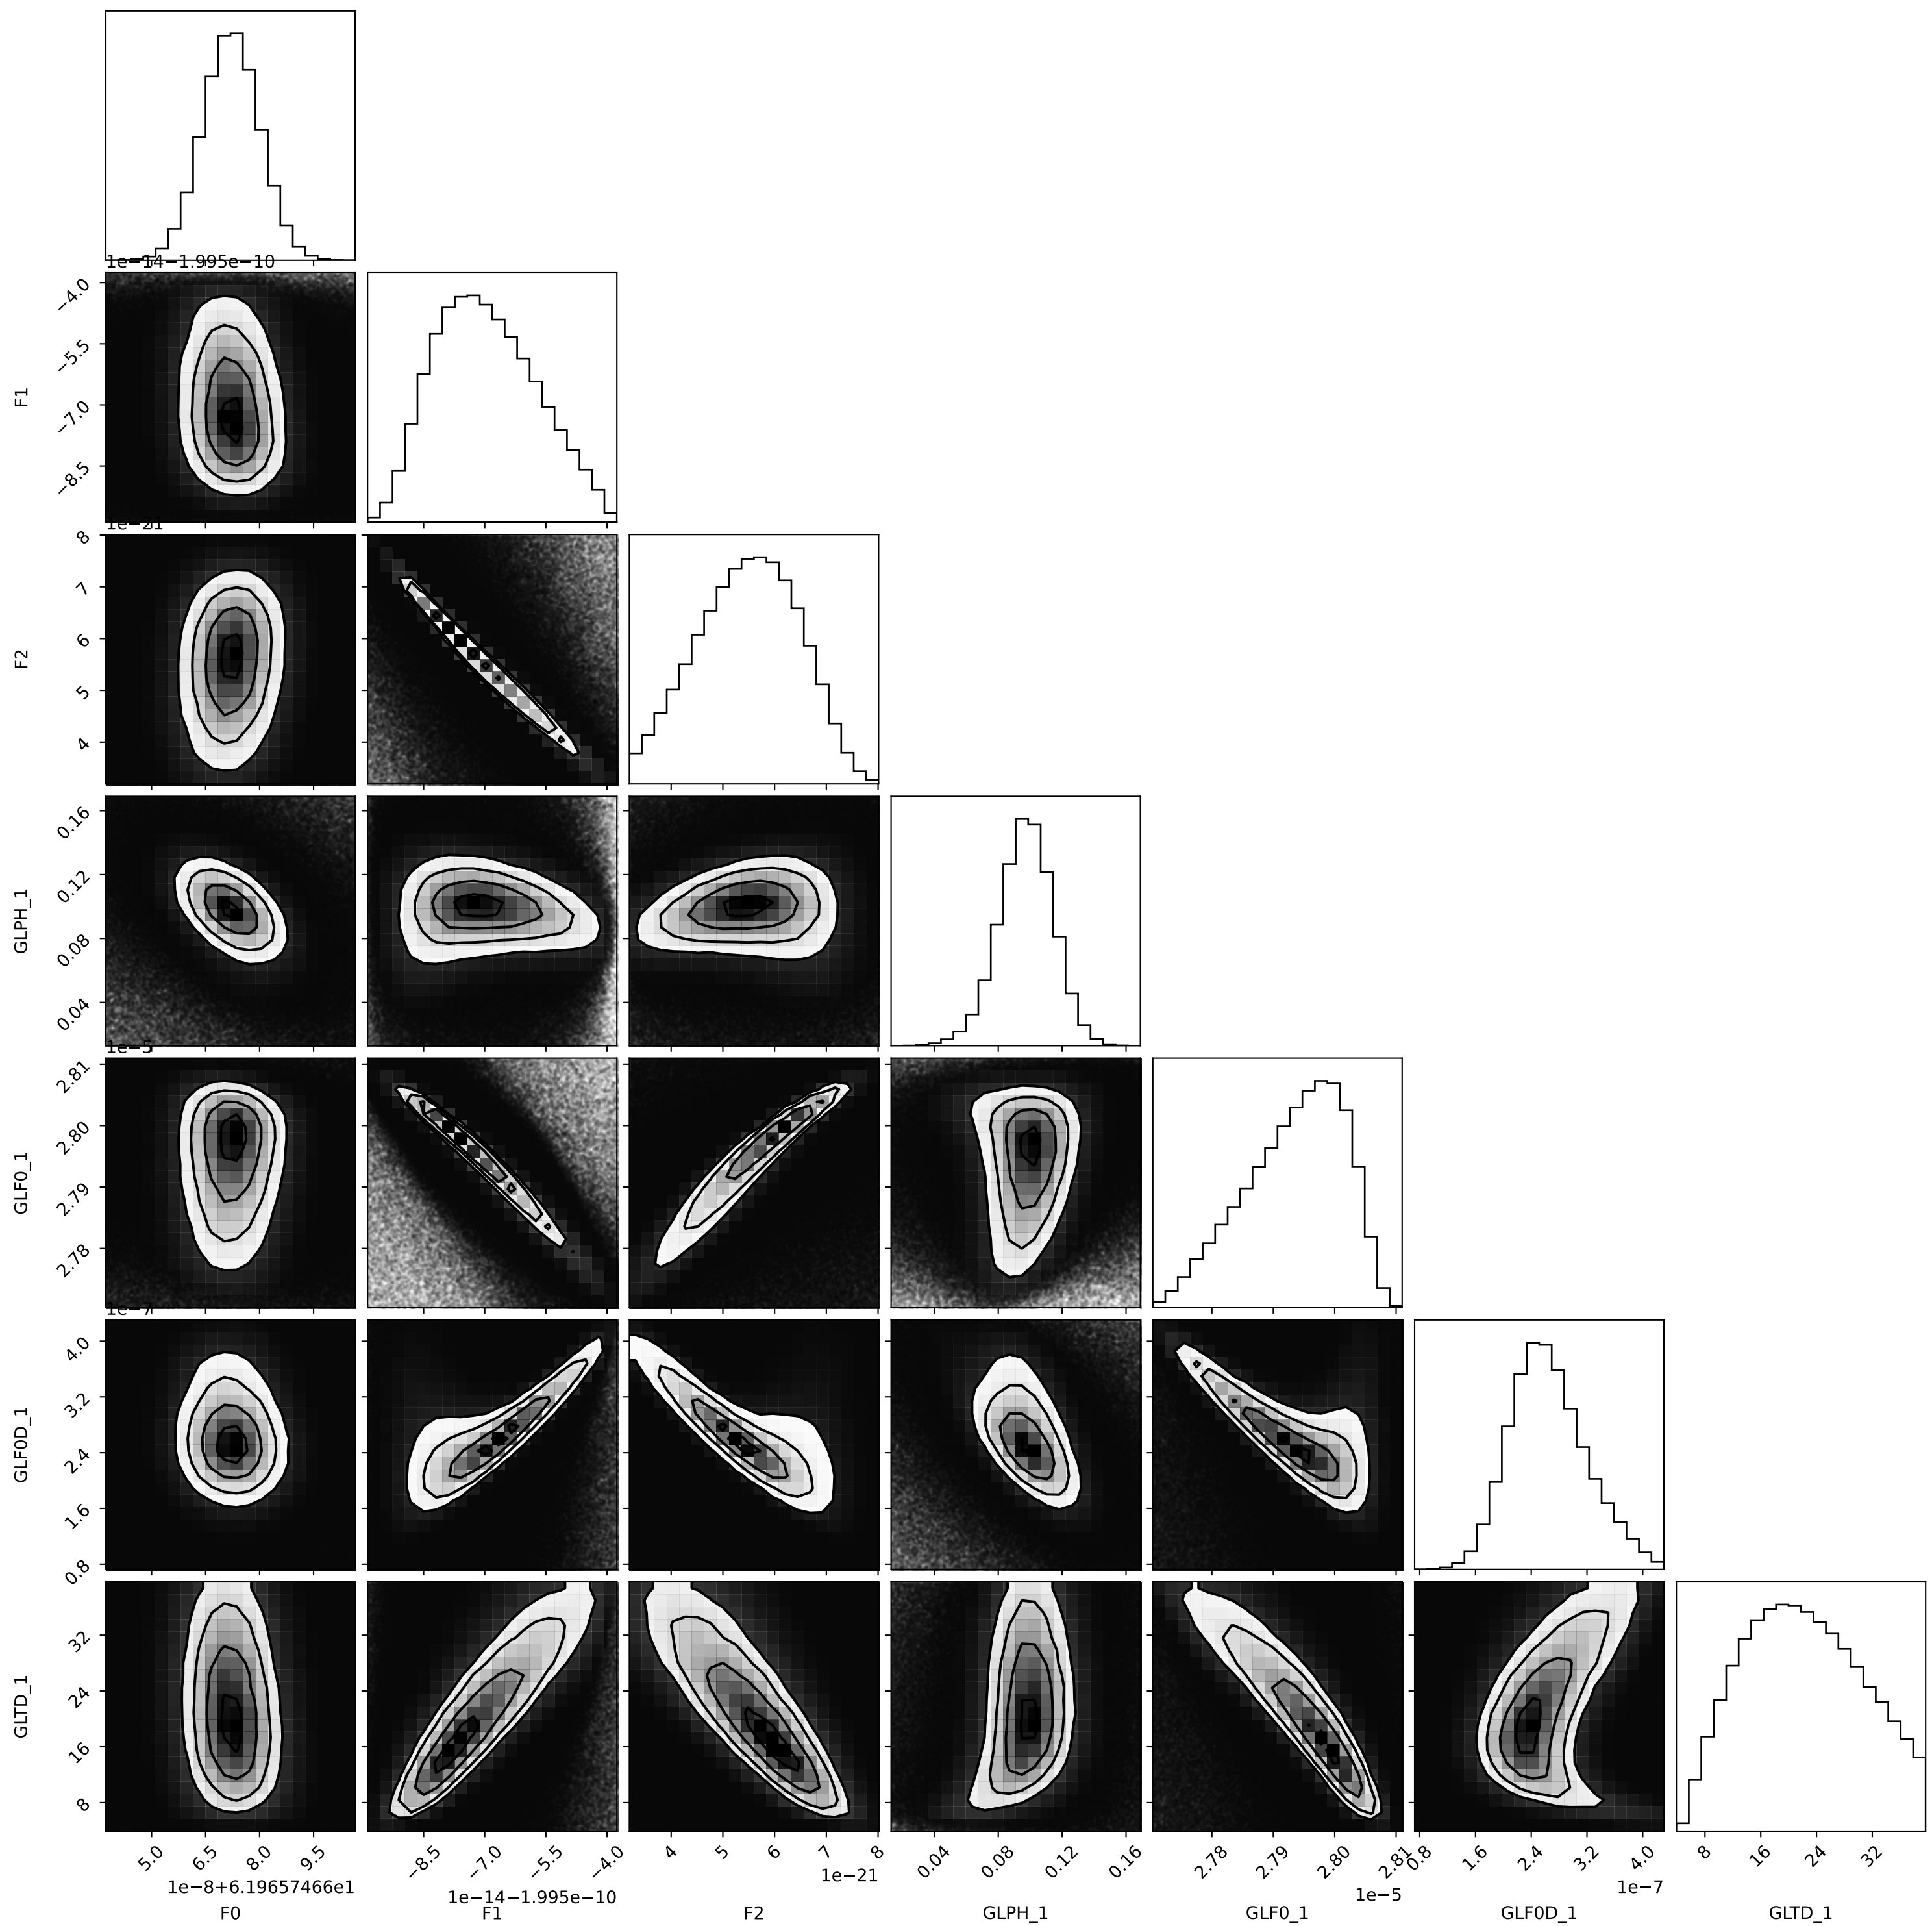 1e−14−1.995e−10
−4.0
−5.5
−7.0
−8.5
F1
1e−21
8
7
6
5
4
F2
0.16
0.12
0.08
0.04
GLPH_1
1e−5
2.81
2.80
2.79
2.78
GLF0_1
1e−7
4.0
3.2
2.4
1.6
0.8
GLF0D_1
32
24
16
8
GLTD_1
5.0 6.5 8.0 9.5 −8.5 −7.0 −5.5 −4.0 4 5 6 7 8 0.04 0.08 0.12 0.16 2.78 2.79 2.80 2.81 0.8 1.6 2.4 3.2 4.0 8 16 24 32
1e−8+6.19657466e1 1e−14−1.995e−10 1e−21 1e−5 1e−7
F0 F1 F2 GLPH_1 GLF0_1 GLF0D_1 GLTD_1